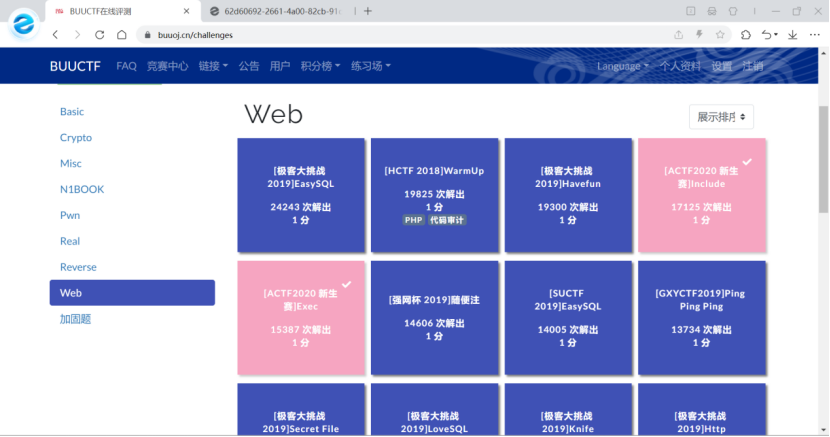 BUUCTF在线评测
62d60692-2661-4a00-82cb-91c
buuoj.cn/challenges
BUUCTF FAQ 竞赛中心 链接 公告 用户 积分榜 练习场 Language 个人资料 设置 注销
Basic
Crypto
Misc
N1BOOK
Pwn
Real
Reverse
Web
加固题
Web
展示排序
[极客大挑战
2019]EasySQL
24243 次解出
1 分
[HCTF 2018]WarmUp
19825 次解出
1 分
PHP 代码审计
[极客大挑战
2019]Havefun
19300 次解出
1 分
[ACTF2020 新生
赛]Include
17125 次解出
1 分
[ACTF2020 新生
赛]Exec
15387 次解出
1 分
[强网杯 2019]随便注
14606 次解出
1 分
[SUCTF
2019]EasySQL
14005 次解出
1 分
[GXYCTF2019]Ping
Ping Ping
13734 次解出
1 分
[极客大挑战
2019]Secret File
[极客大挑战
2019]LoveSQL
[极客大挑战
2019]Knife
[极客大挑战
2019]Http